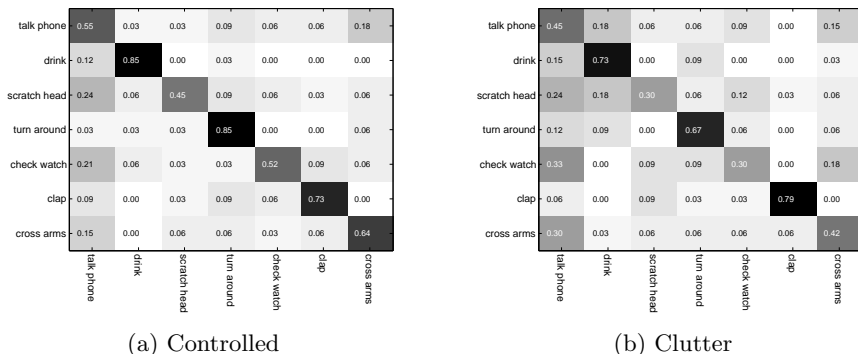 talk phone 0.55 0.03 0.03 0.09 0.06 0.06 0.18
drink 0.12 0.85 0.00 0.03 0.00 0.00 0.00
scratch head 0.24 0.06 0.45 0.09 0.06 0.03 0.06
turn around 0.03 0.03 0.03 0.85 0.00 0.00 0.06
check watch 0.21 0.06 0.03 0.03 0.52 0.09 0.06
clap 0.09 0.00 0.03 0.09 0.06 0.73 0.00
cross arms 0.15 0.00 0.06 0.06 0.03 0.06 0.64
talk phone drink scratch head turn around check watch clap cross arms
(a) Controlled
talk phone 0.45 0.18 0.06 0.06 0.09 0.00 0.15
drink 0.15 0.73 0.00 0.09 0.00 0.00 0.03
scratch head 0.24 0.18 0.30 0.06 0.12 0.03 0.06
turn around 0.12 0.09 0.00 0.67 0.06 0.00 0.06
check watch 0.33 0.00 0.09 0.09 0.30 0.00 0.18
clap 0.06 0.00 0.09 0.03 0.03 0.79 0.00
cross arms 0.30 0.03 0.06 0.06 0.06 0.06 0.42
talk phone drink scratch head turn around check watch clap cross arms
(b) Clutter